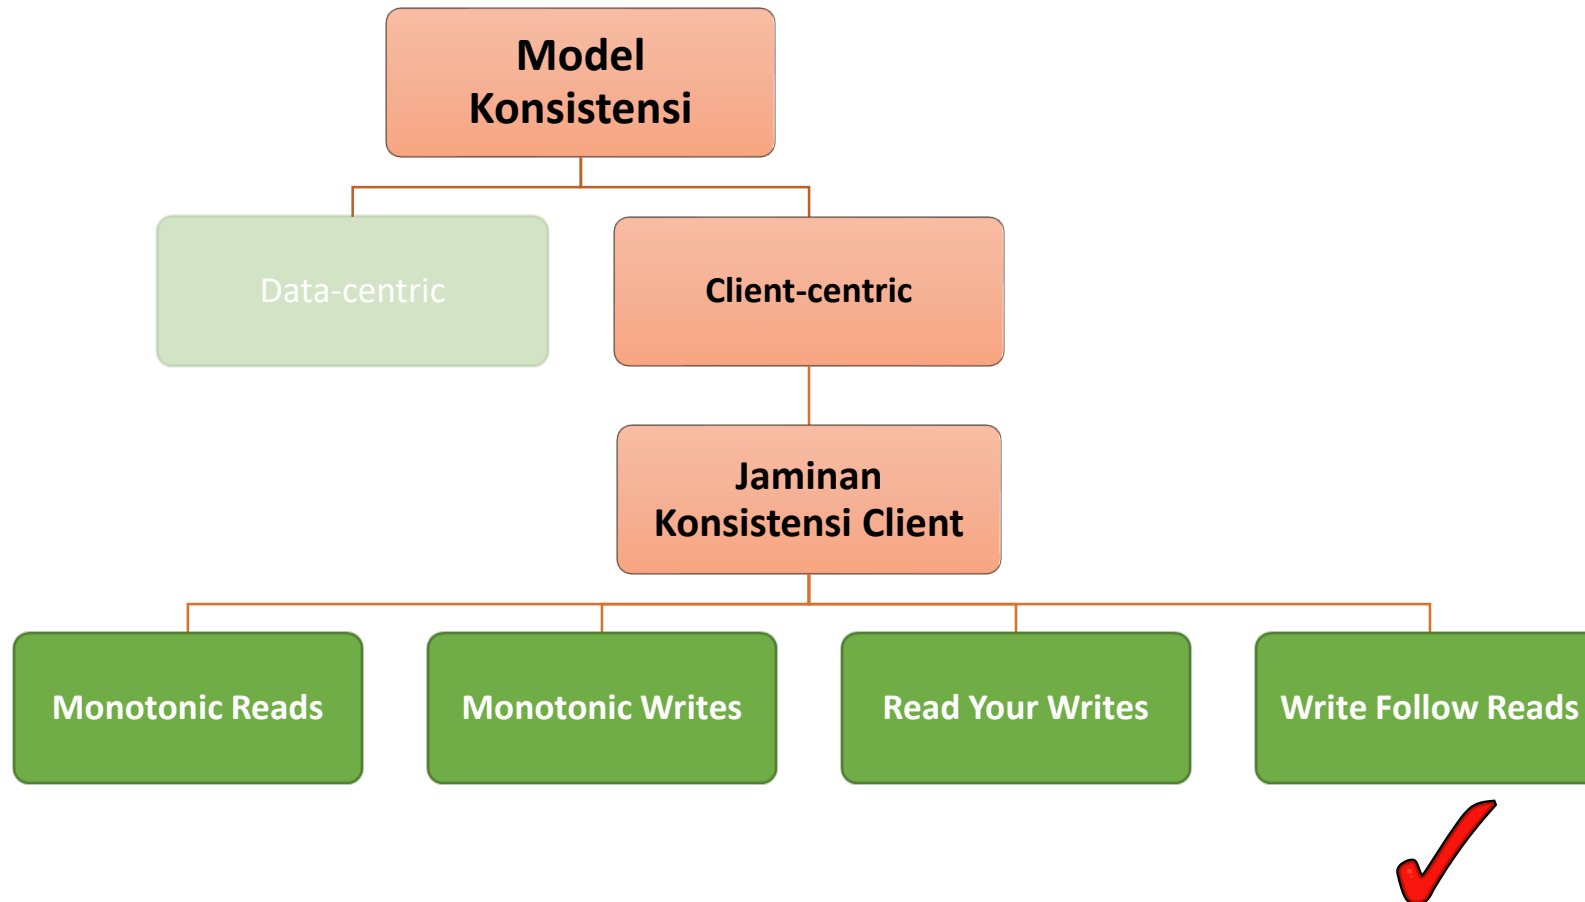 Model
Konsistensi
Data-centric
Client-centric
Jaminan
Konsistensi Client
Monotonic Reads
Monotonic Writes
Read Your Writes
Write Follow Reads